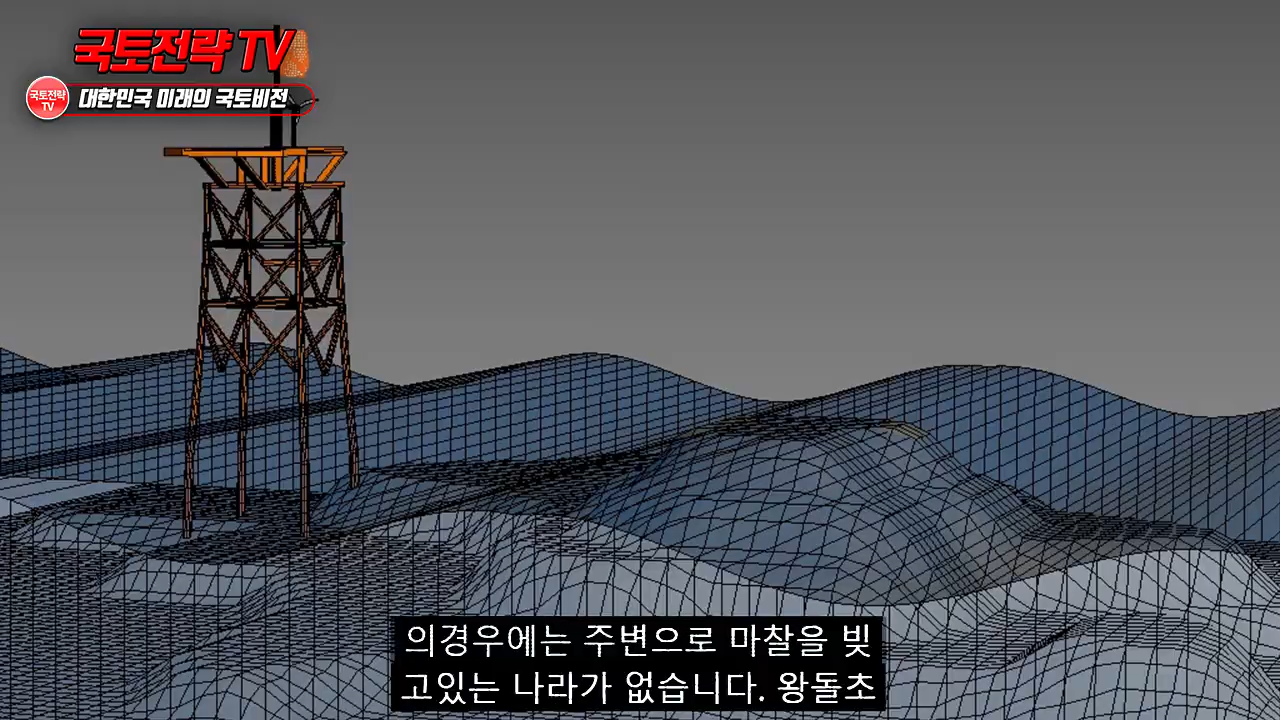 국토전략 TV
국토전략
TV
대한민국 미래의 국토비전
의경우에는 주변으로 마찰을 빚
고있는 나라가 없습니다. 왕돌초